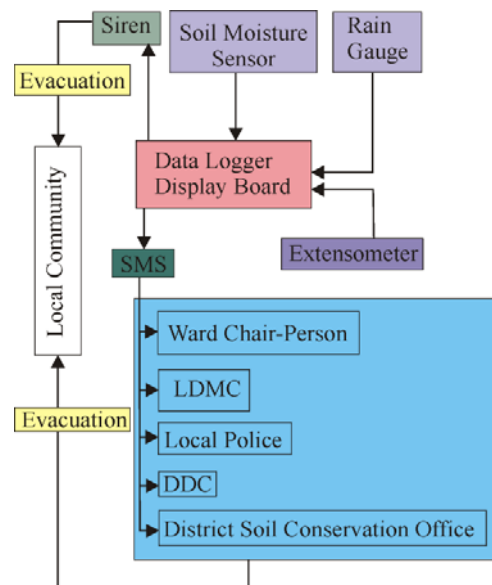 Siren
Soil Moisture
Sensor
Rain
Gauge
Evacuation
Data Logger
Display Board
Local Community
SMS
Extensometer
Ward Chair-Person
LDMC
Evacuation
Local Police
DDC
District Soil Conservation Office